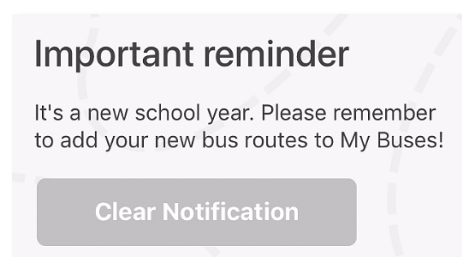 Important reminder
It's a new school year. Please remember
to add your new bus routes to My Buses!
Clear Notification